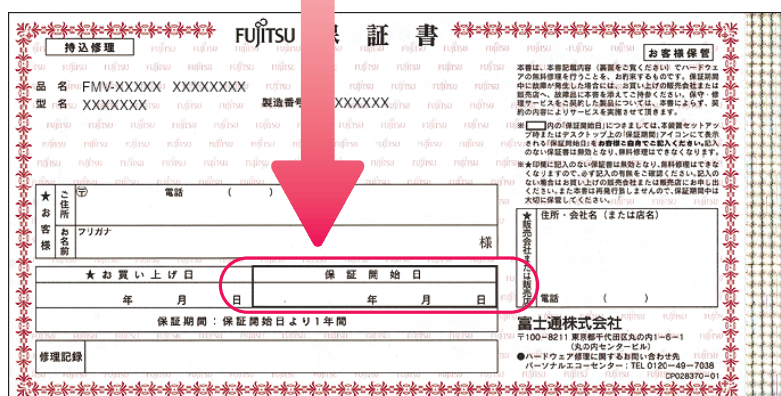 FUJITSU 保証書
持込修理
お客様保管
品名 FMV-XXXXX XXXXXXXX
型名 XXXXXXX 製造番号 XXXXXX
本書は、本書記載内容（裏面をご覧ください）でハードウェ
アの無料修理を行うことを、お約束するものです。保証期間
中に故障が発生した場合には、お買い上げの販売会社または
販売店へ、故障品に本書を添えてご持参ください。保守・修
理サービスをご契約した製品については、本書によらず、契
約の内容によりサービスを実施させて頂きます。
※　　内の「保証開始日」につきましては、本装置セットアッ
プ時またはデスクトップ上の「保証期間」アイコンにて表示
される「保証開始日」をお客様ご自身でご記入ください。記入
のない保証書は無効となり、無料修理はできなくなります。
※★印欄に記入のない保証書は無効となり、無料修理はできな
くなりますので、必ず記入の有無をご確認ください。記入の
ない場合はお買い上げの販売会社または販売店にお申し出
ください。また本書は再発行致しませんので、保証期間中は
大切に保管してください。
★お客様
ご住所 〒 電話 （ ）
お名前 フリガナ 様
★お買い上げ日 保証開始日
年 月 日 年 月 日
保証期間：保証開始日より1年間
修理記録
★販売会社または販売店
住所・会社名（または店名）
電話 （ ）
富士通株式会社
〒100-8211 東京都千代田区丸の内1-6-1
（丸の内センタービル）
●ハードウェア修理に関するお問い合わせ先
パーソナルエコーセンター：TEL 0120-49-7038
CP028370-01